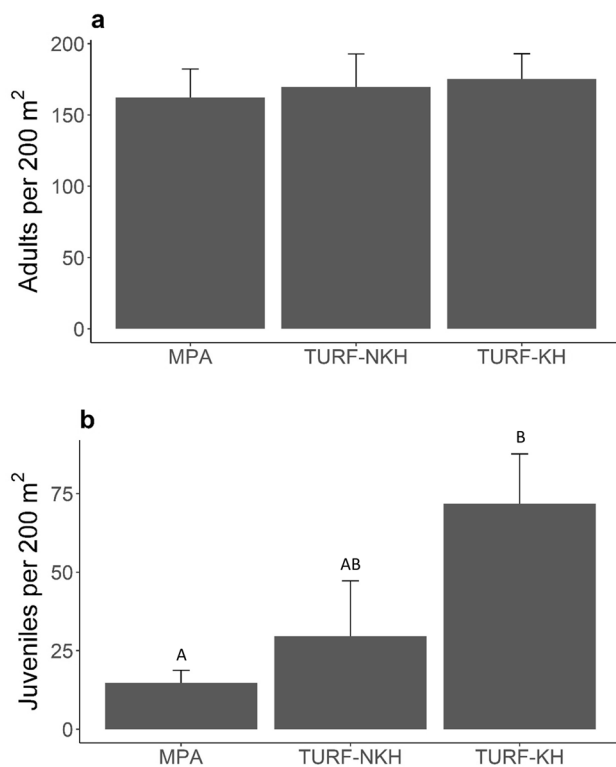 a
Adults per 200 m²
200
150
100
50
0
MPA TURF-NKH TURF-KH
b
Juveniles per 200 m²
75
50
25
0
A
AB
B
MPA TURF-NKH TURF-KH